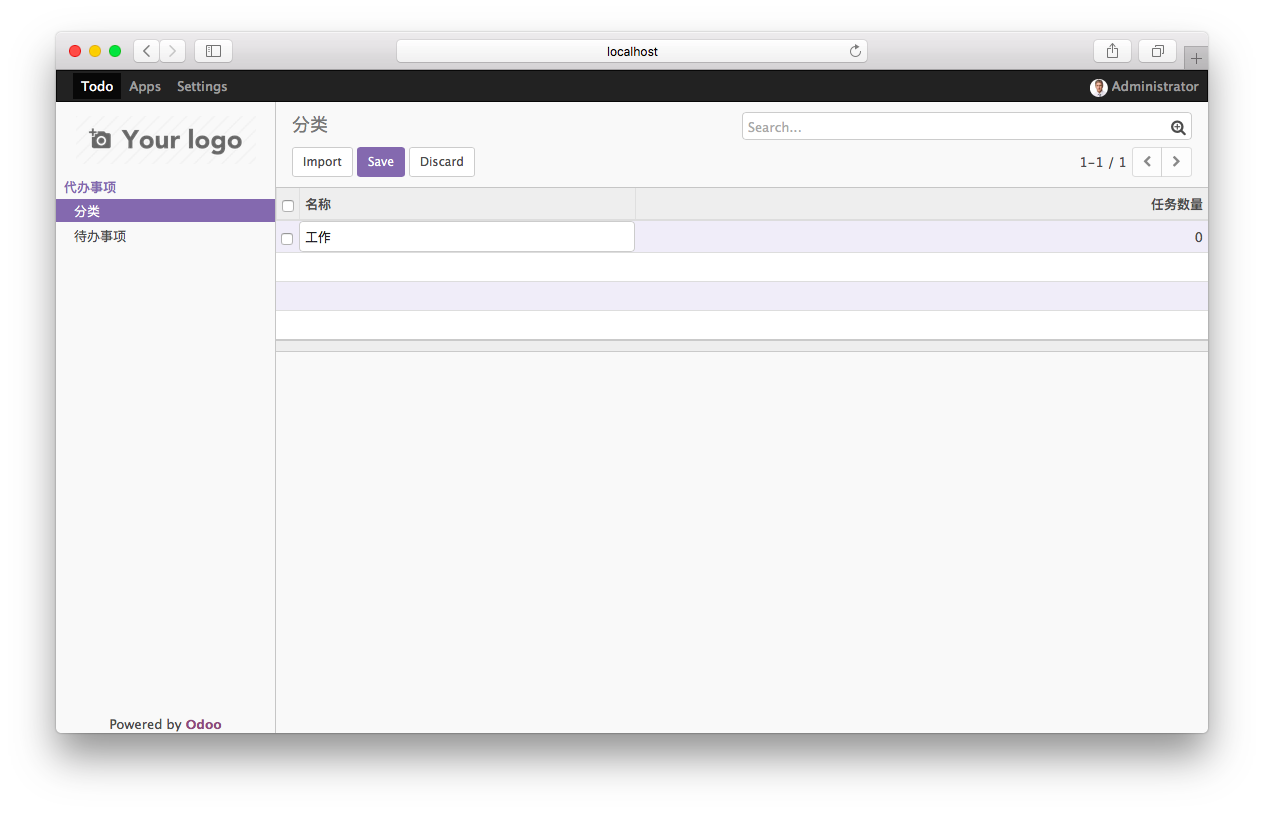 localhost
Todo Apps Settings Administrator
Your logo
分类
Search...
Import Save Discard
1-1 / 1
代办事项
分类
待办事项
名称 任务数量
工作 0
Powered by Odoo